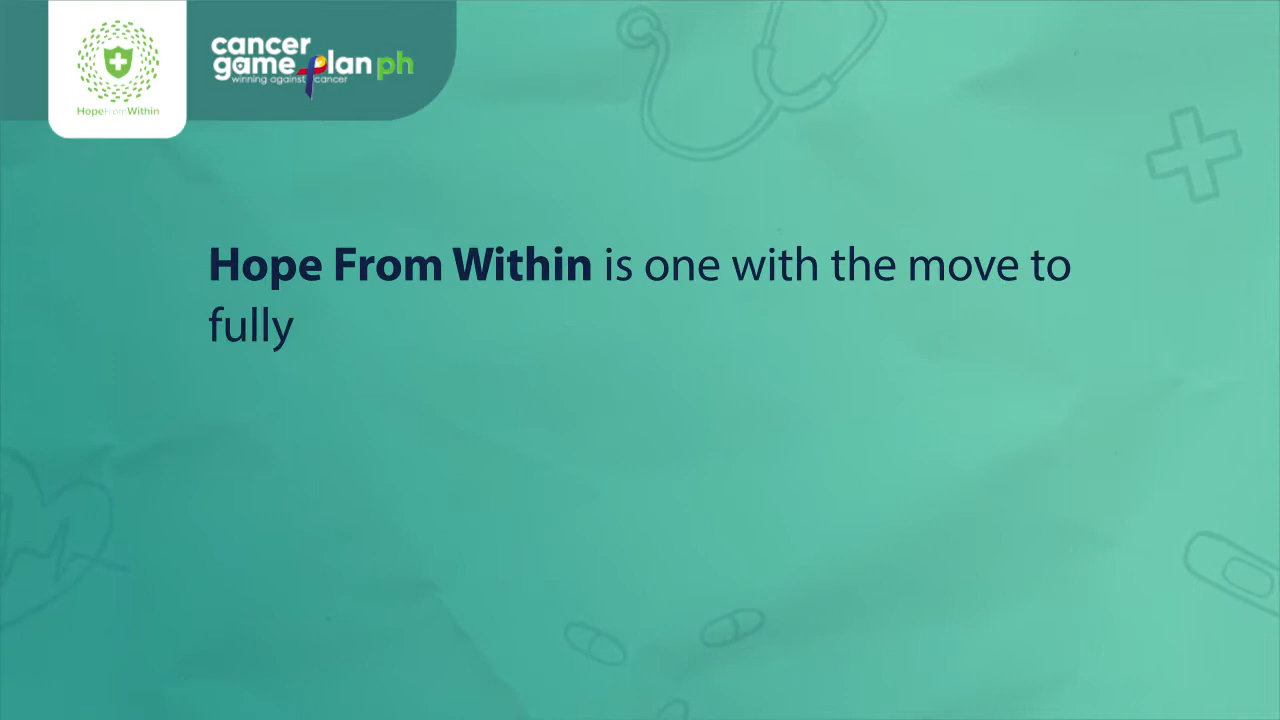 HopeFromWithin
cancer
game plan ph
winning against cancer
Hope From Within is one with the move to
fully